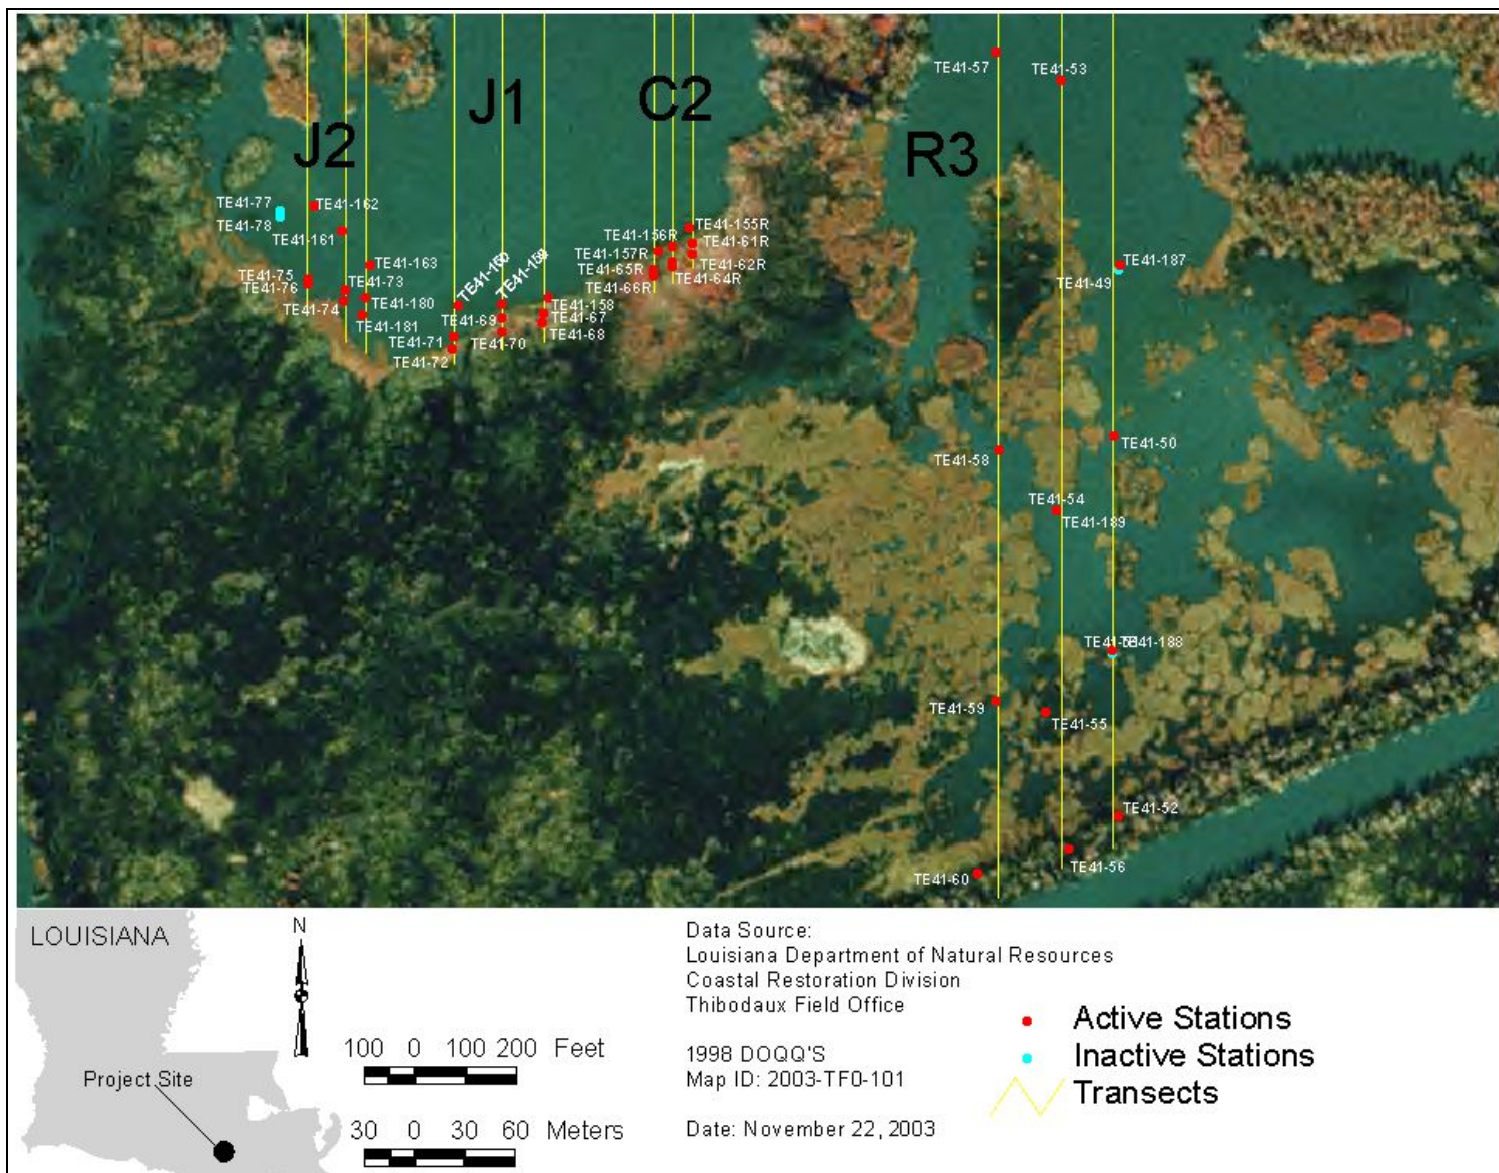 J2
J1
C2
R3
TE41-57
TE41-53
TE41-77
TE41-78
TE41-162
TE41-161
TE41-163
TE41-75
TE41-76
TE41-73
TE41-74
TE41-180
TE41-181
TE41-160
TE41-159
TE41-69
TE41-71
TE41-72
TE41-70
TE41-158
TE41-67
TE41-68
TE41-155R
TE41-156R
TE41-61R
TE41-157R
TE41-62R
TE41-65R
TE41-64R
TE41-66R
TE41-187
TE41-49
TE41-50
TE41-58
TE41-54
TE41-189
TE41-188
TE41-59
TE41-55
TE41-52
TE41-56
TE41-60
LOUISIANA
Project Site
N
100 0 100 200 Feet
30 0 30 60 Meters
Data Source:
Louisiana Department of Natural Resources
Coastal Restoration Division
Thibodaux Field Office
1998 DOQQ'S
Map ID: 2003-TF0-101
Date: November 22, 2003
Active Stations
Inactive Stations
Transects